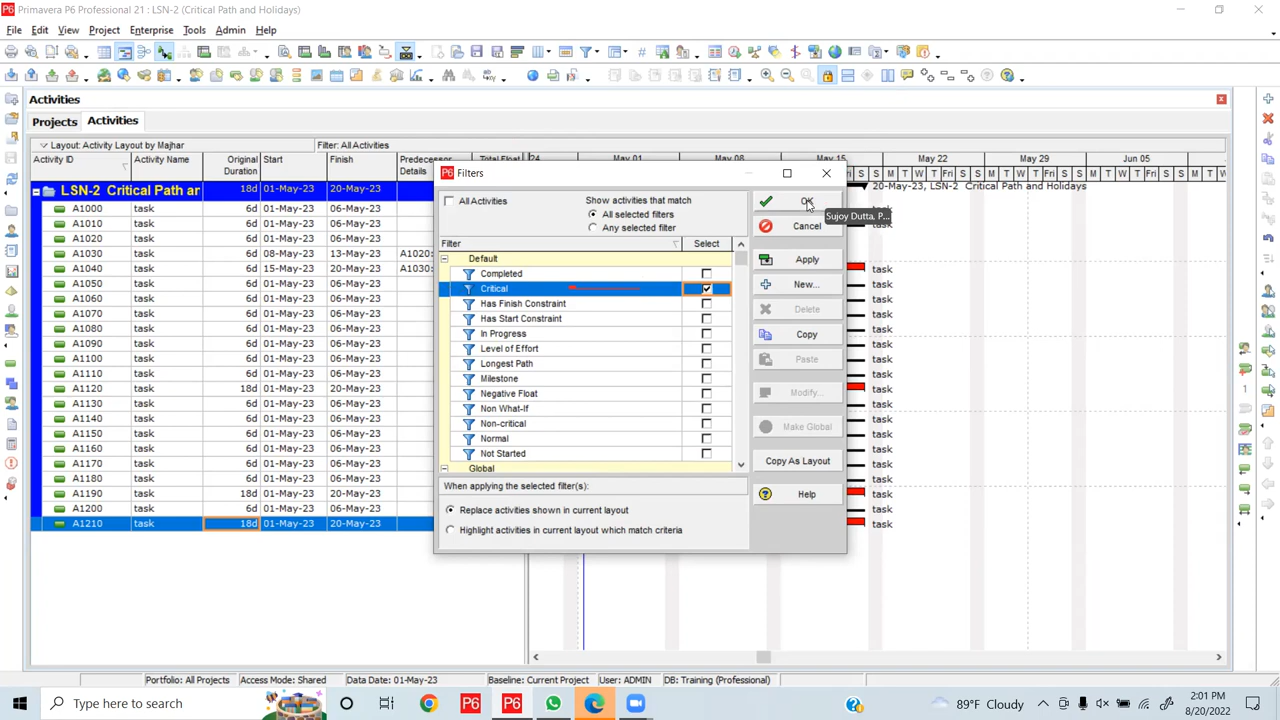 Primavera P6 Professional 21 : LSN-2 (Critical Path and Holidays)
File Edit View Project Enterprise Tools Admin Help
Activities
Projects Activities
Layout: Activity Layout by Majhar Filter: All Activities
Activity ID Activity Name Original Duration Start Finish Predecessor Details Total Float
24 May 01 May 08 May 15 May 22 May 29 Jun 05
LSN-2 Critical Path ar 18d 01-May-23 20-May-23
20-May-23, LSN-2 Critical Path and Holidays
A1000 task 6d 01-May-23 06-May-23
A1010 task 6d 01-May-23 06-May-23
A1020 task 6d 01-May-23 06-May-23
A1030 task 6d 08-May-23 13-May-23 A1020:
A1040 task 6d 15-May-23 20-May-23 A1030: task
A1050 task 6d 01-May-23 06-May-23 task
A1060 task 6d 01-May-23 06-May-23 task
A1070 task 6d 01-May-23 06-May-23 task
A1080 task 6d 01-May-23 06-May-23 task
A1090 task 6d 01-May-23 06-May-23 task
A1100 task 6d 01-May-23 06-May-23 task
A1110 task 6d 01-May-23 06-May-23 task
A1120 task 18d 01-May-23 20-May-23 task
A1130 task 6d 01-May-23 06-May-23 task
A1140 task 6d 01-May-23 06-May-23 task
A1150 task 6d 01-May-23 06-May-23 task
A1160 task 6d 01-May-23 06-May-23 task
A1170 task 6d 01-May-23 06-May-23 task
A1180 task 6d 01-May-23 06-May-23 task
A1190 task 18d 01-May-23 20-May-23 task
A1200 task 6d 01-May-23 06-May-23 task
A1210 task 18d 01-May-23 20-May-23 task
Filters
All Activities
Show activities that match
All selected filters
Any selected filter
Filter Select
Default
Completed
Critical
Has Finish Constraint
Has Start Constraint
In Progress
Level of Effort
Longest Path
Milestone
Negative Float
Non What-If
Non-critical
Normal
Not Started
Global
When applying the selected filter(s):
Replace activities shown in current layout
Highlight activities in current layout which match criteria
OK
Sujoy Dutta, P...
Cancel
Apply
New...
Delete
Copy
Paste
Modify...
Make Global
Copy As Layout
Help
Portfolio: All Projects Access Mode: Shared Data Date: 01-May-23 Baseline: Current Project User: ADMIN DB: Training (Professional)
Type here to search
89°F Cloudy
2:01 PM
8/20/2022